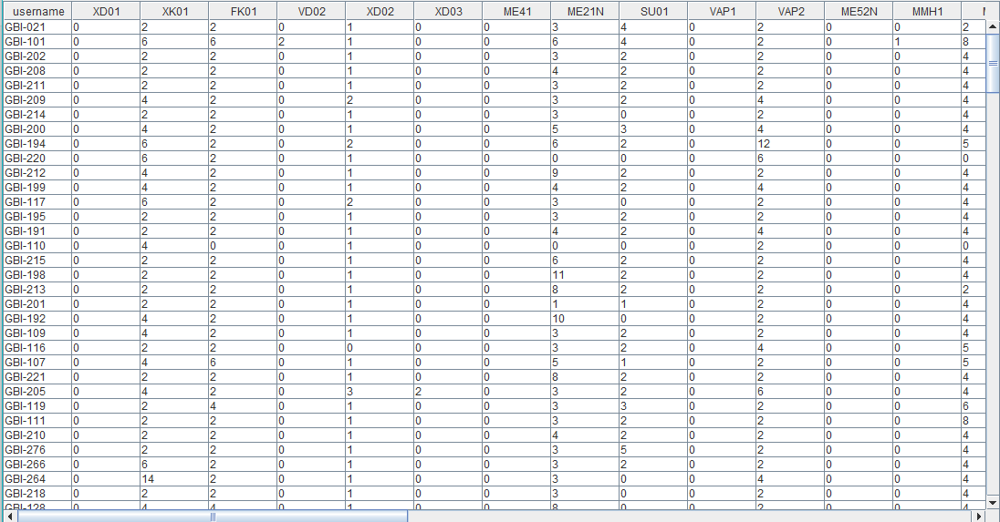 username XD01 XK01 FK01 VD02 XD02 XD03 ME41 ME21N SU01 VAP1 VAP2 ME52N MMH1
GBI-021 0 2 2 0 1 0 0 3 4 0 2 0 0 2
GBI-101 0 6 6 2 1 0 0 6 4 0 2 0 1 8
GBI-202 0 2 2 0 1 0 0 3 2 0 2 0 0 4
GBI-208 0 2 2 0 1 0 0 4 2 0 2 0 0 4
GBI-211 0 2 2 0 1 0 0 3 2 0 2 0 0 4
GBI-209 0 4 2 0 2 0 0 3 2 0 4 0 0 4
GBI-214 0 2 2 0 1 0 0 3 0 0 2 0 0 4
GBI-200 0 4 2 0 1 0 0 5 3 0 4 0 0 4
GBI-194 0 6 2 0 2 0 0 6 2 0 12 0 0 5
GBI-220 0 6 2 0 1 0 0 0 0 0 6 0 0 0
GBI-212 0 4 2 0 1 0 0 9 2 0 2 0 0 4
GBI-199 0 4 2 0 1 0 0 4 2 0 4 0 0 4
GBI-117 0 6 2 0 2 0 0 3 0 0 2 0 0 4
GBI-195 0 2 2 0 1 0 0 3 2 0 2 0 0 4
GBI-191 0 2 2 0 1 0 0 4 2 0 4 0 0 4
GBI-110 0 4 0 0 1 0 0 0 0 0 2 0 0 0
GBI-215 0 2 2 0 1 0 0 6 2 0 2 0 0 4
GBI-198 0 2 2 0 1 0 0 11 2 0 2 0 0 4
GBI-213 0 2 2 0 1 0 0 8 2 0 2 0 0 2
GBI-201 0 2 2 0 1 0 0 1 1 0 2 0 0 4
GBI-192 0 4 2 0 1 0 0 10 0 0 2 0 0 4
GBI-109 0 4 2 0 1 0 0 3 2 0 2 0 0 4
GBI-116 0 2 2 0 0 0 0 3 2 0 4 0 0 5
GBI-107 0 4 6 0 1 0 0 5 1 0 2 0 0 5
GBI-221 0 2 2 0 1 0 0 8 2 0 2 0 0 4
GBI-205 0 4 2 0 3 2 0 3 2 0 6 0 0 4
GBI-119 0 2 4 0 1 0 0 3 3 0 2 0 0 6
GBI-111 0 2 2 0 1 0 0 3 2 0 2 0 0 8
GBI-210 0 2 2 0 1 0 0 4 2 0 2 0 0 4
GBI-276 0 2 2 0 1 0 0 3 5 0 2 0 0 4
GBI-266 0 6 2 0 1 0 0 3 2 0 2 0 0 4
GBI-264 0 14 2 0 1 0 0 3 0 0 4 0 0 4
GBI-218 0 2 2 0 1 0 0 3 0 0 2 0 0 4
GBI-128 0 4 4 0 1 0 0 8 0 0 2 0 0 4